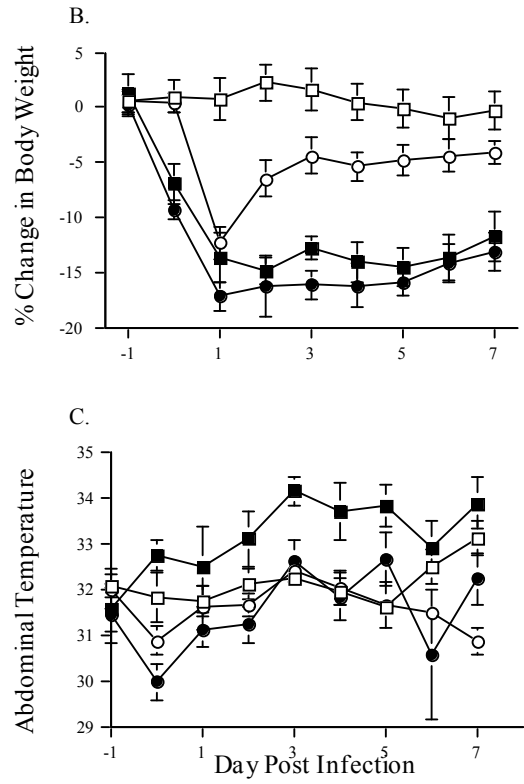 B.
% Change in Body Weight
5
0
-5
-10
-15
-20
-1 1 3 5 7
C.
Abdominal Temperature
35
34
33
32
31
30
29
-1 1 3 5 7
Day Post Infection